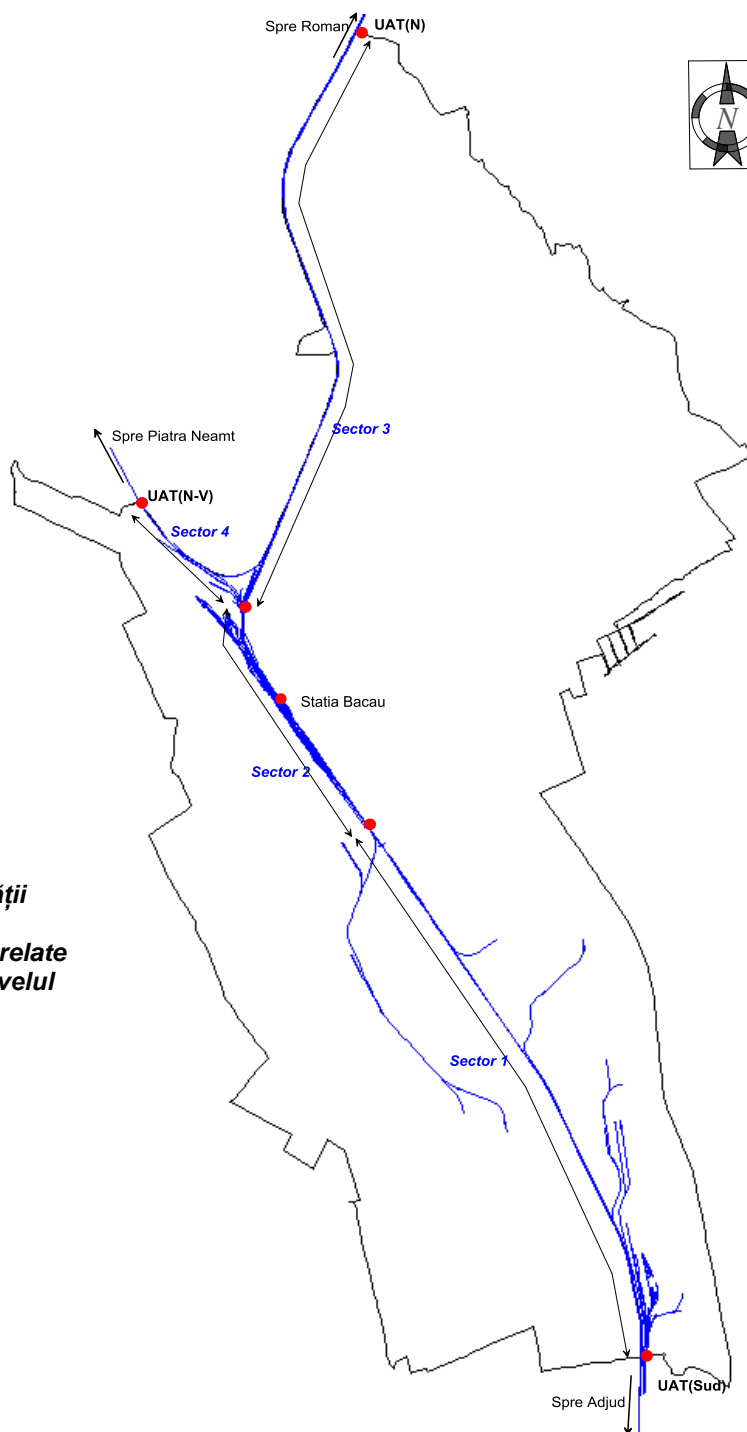 Spre Roman
UAT(N)
N
Sector 3
Spre Piatra Neamt
UAT(N-V)
Sector 4
Statia Bacau
Sector 2
Sector 1
UAT(Sud)
Spre Adjud